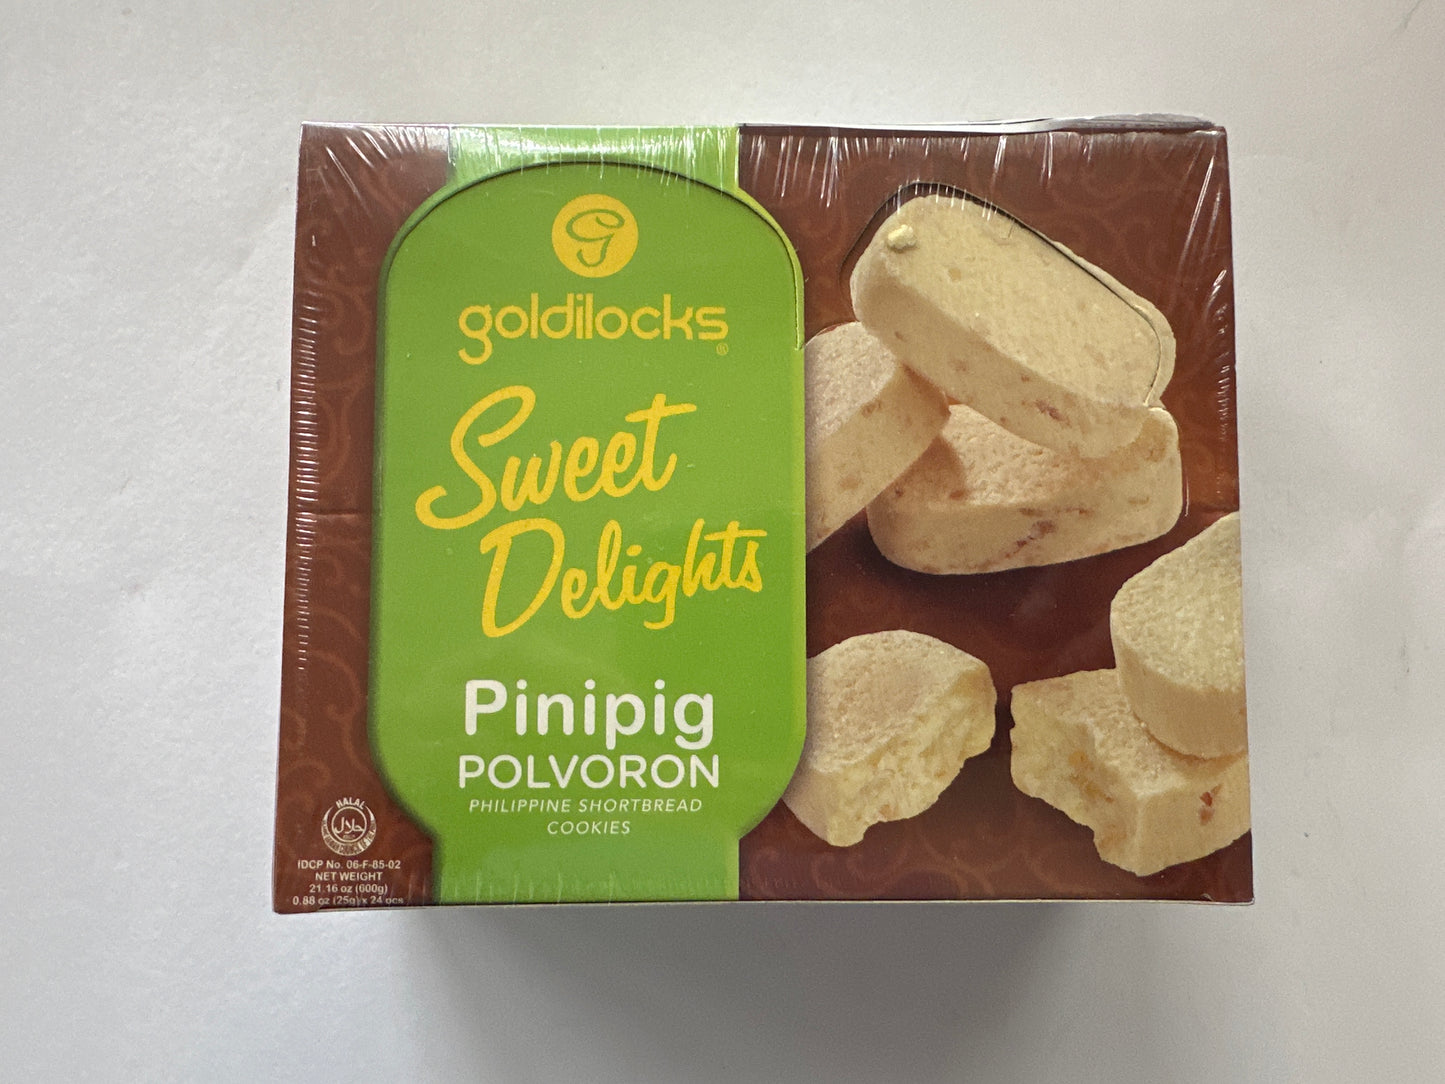 goldilocks®
Sweet
Delights
Pinipig
POLVORON
PHILIPPINE SHORTBREAD
COOKIES
HALAL
حلال
IDCP No. 06-F-85-02
NET WEIGHT
21.16 oz (600g)
0.88 oz (25g) x 24 pcs